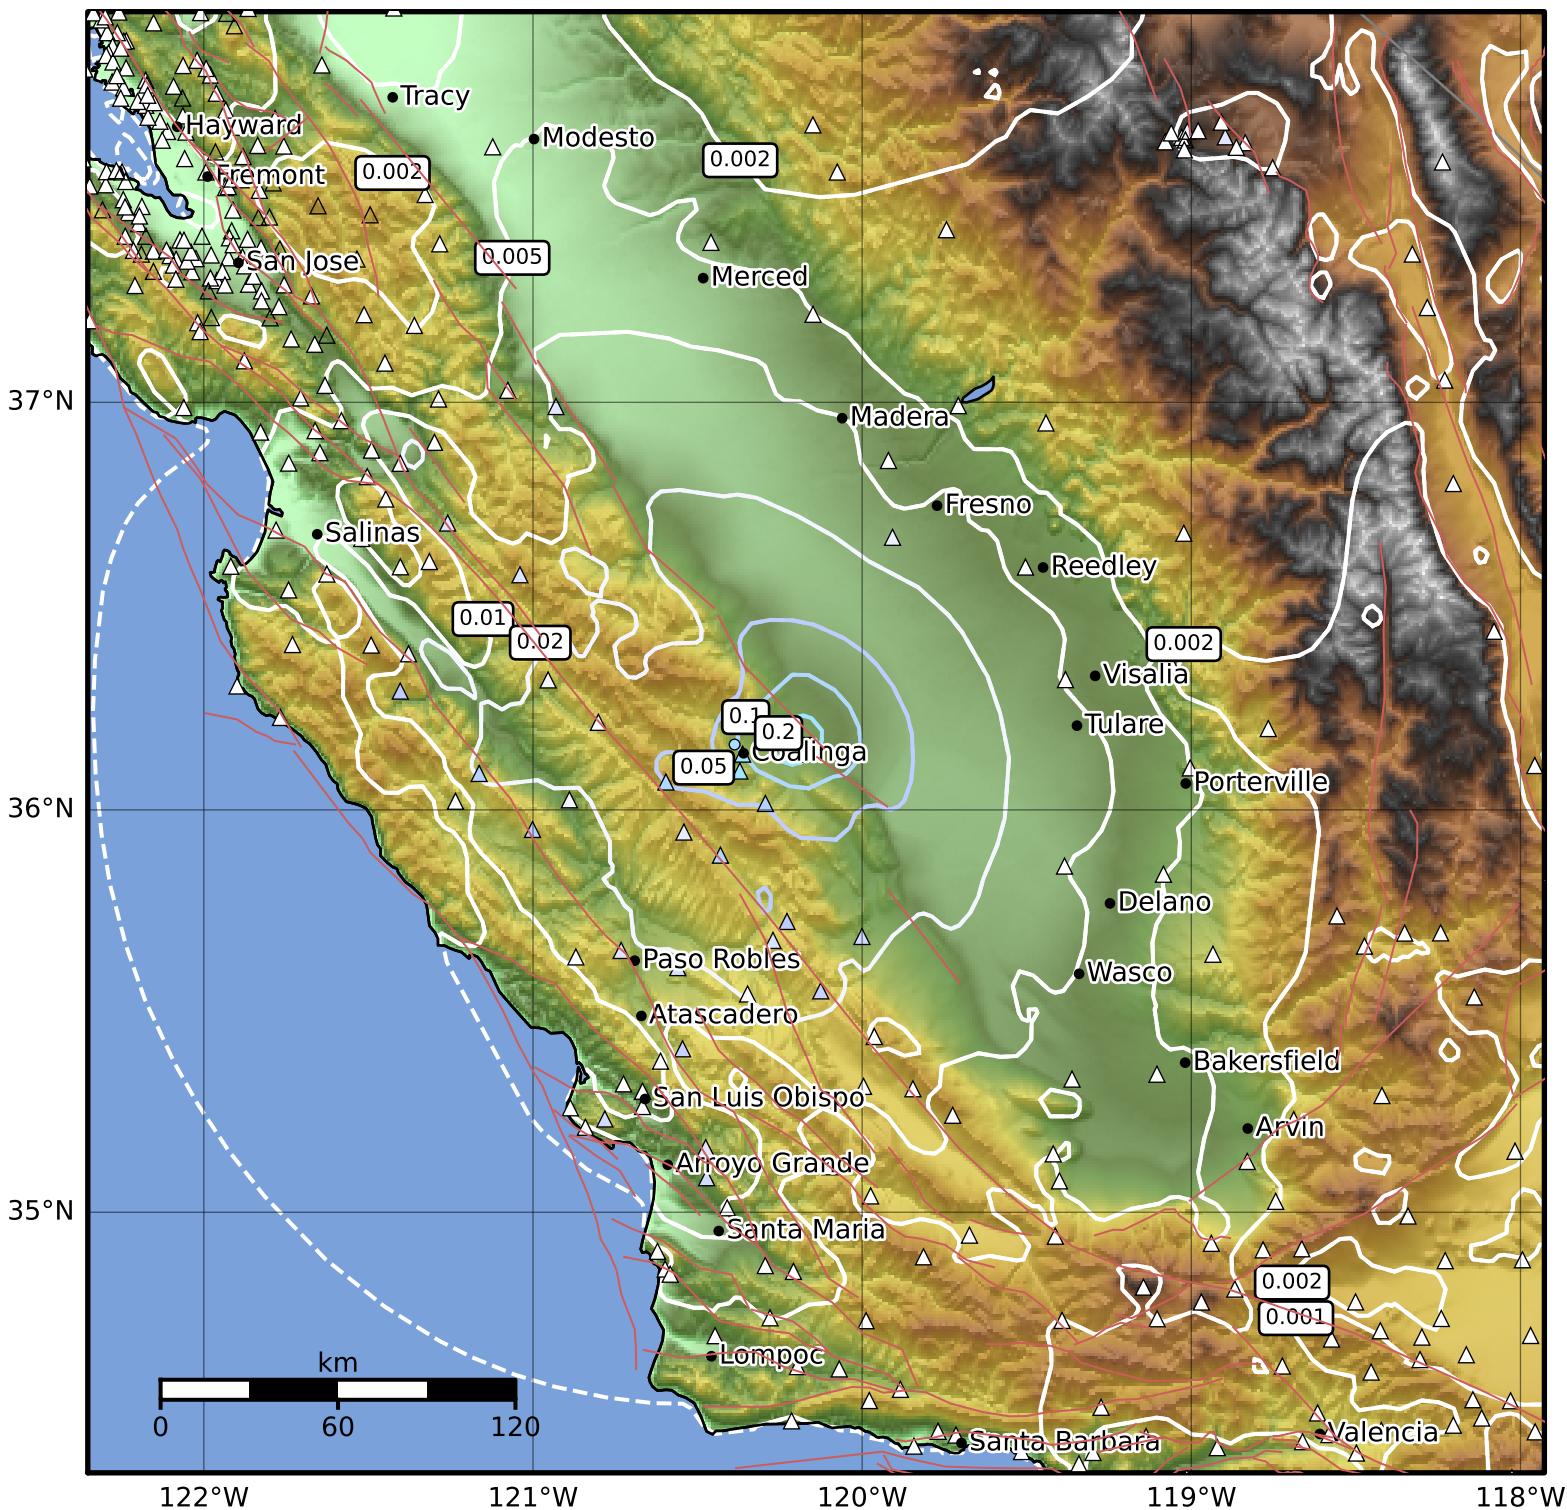 Tracy
Hayward
Modesto
0.002
0.002
Fremont
0.005
San Jose
Merced
37°N
Madera
Fresno
Salinas
Reedley
0.01
0.02
0.002
Visalia
0.1
0.2
Tulare
Coalinga
0.05
Porterville
36°N
Delano
Paso Robles
Wasco
Atascadero
Bakersfield
San Luis Obispo
Arvin
Arroyo Grande
35°N
Santa Maria
0.002
0.001
Lompoc
km
0 60 120
Valencia
Santa Barbara
122°W 121°W 120°W 119°W 118°W